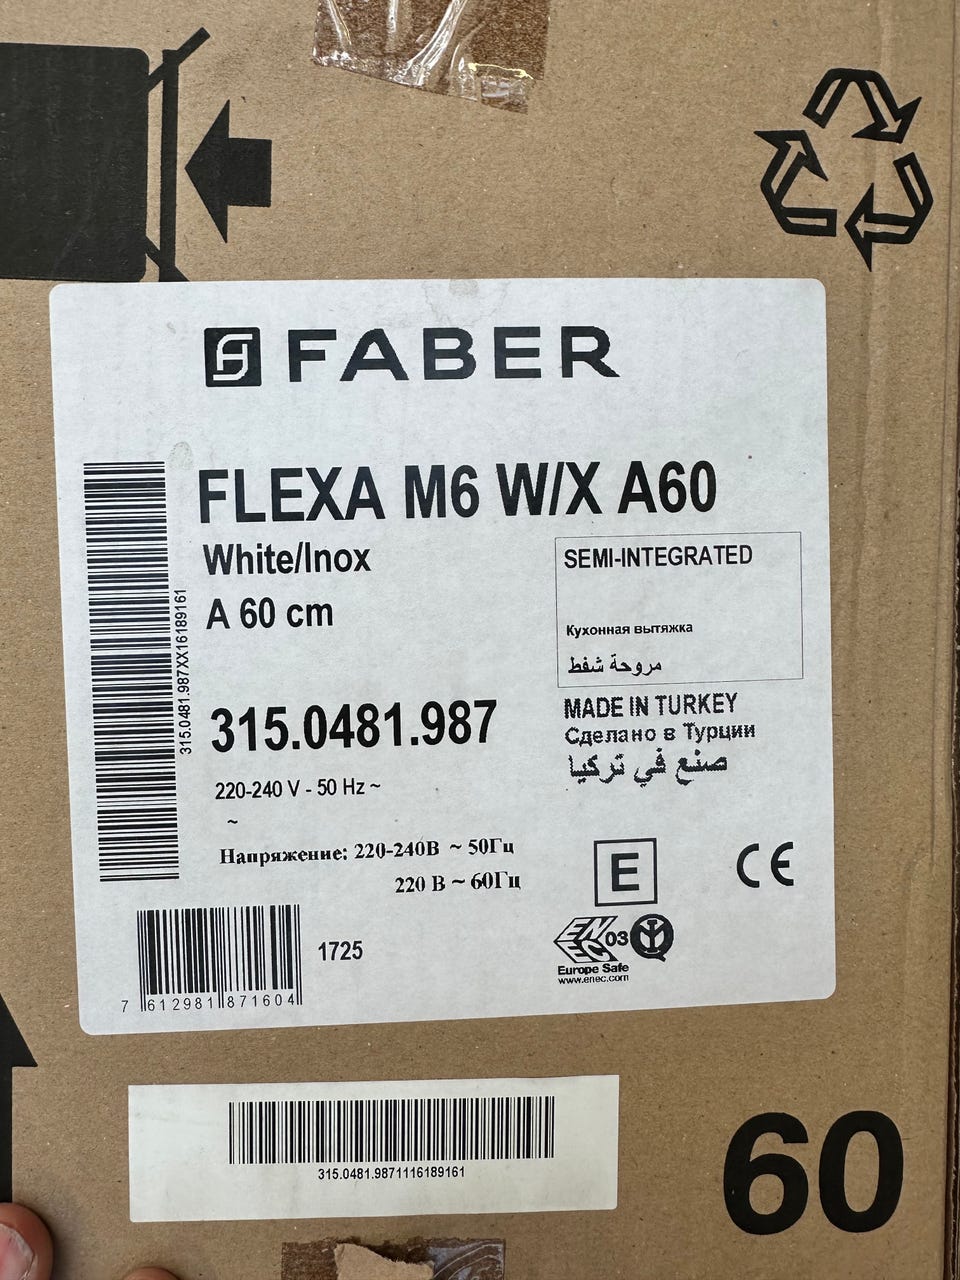 FABER
FLEXA M6 W/X A60
White/Inox
A 60 cm
SEMI-INTEGRATED
Кухонная вытяжка
مروحة شفط
315.0481.987XX16189161
315.0481.987
MADE IN TURKEY
Сделано в Турции
صنع في تركيا
220-240 V - 50 Hz ~
~
Напряжение: 220-240В ~ 50Гц
220 В ~ 60Гц
E
CE
1725
ENEC 03
Europe Safe
www.enec.com
7 612981 871604
315.0481.9871116189161
60